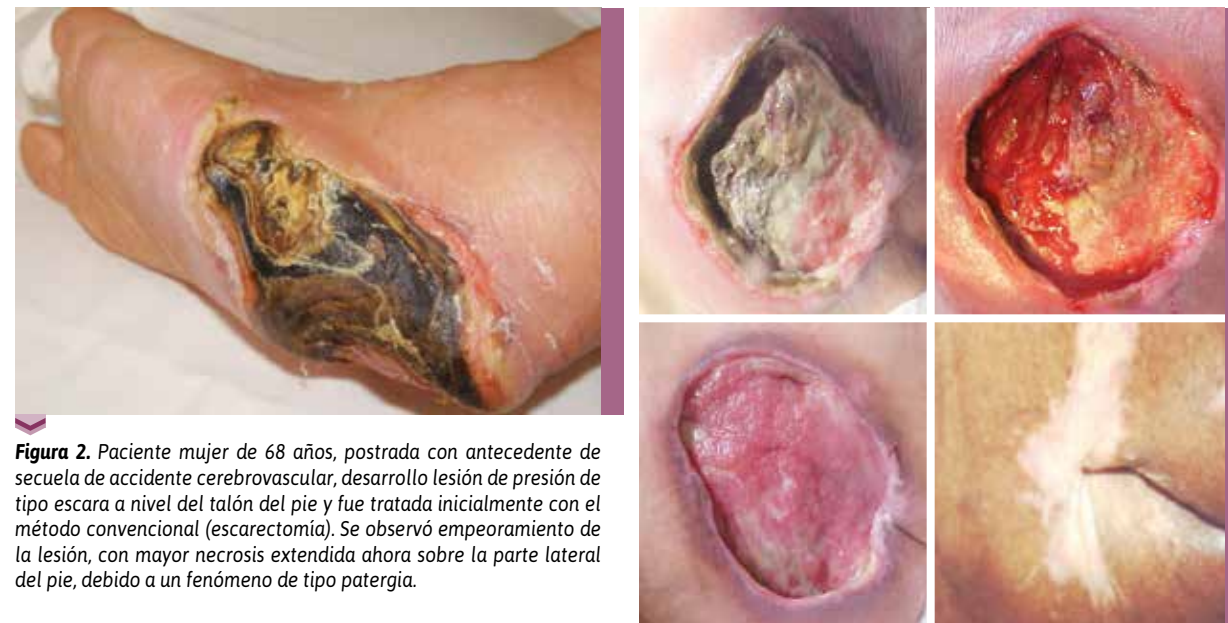 Figura 2. Paciente mujer de 68 años, postrada con antecedente de
secuela de accidente cerebrovascular, desarrollo lesión de presión de
tipo escara a nivel del talón del pie y fue tratada inicialmente con el
método convencional (escarectomía). Se observó empeoramiento de
la lesión, con mayor necrosis extendida ahora sobre la parte lateral
del pie, debido a un fenómeno de tipo patergia.